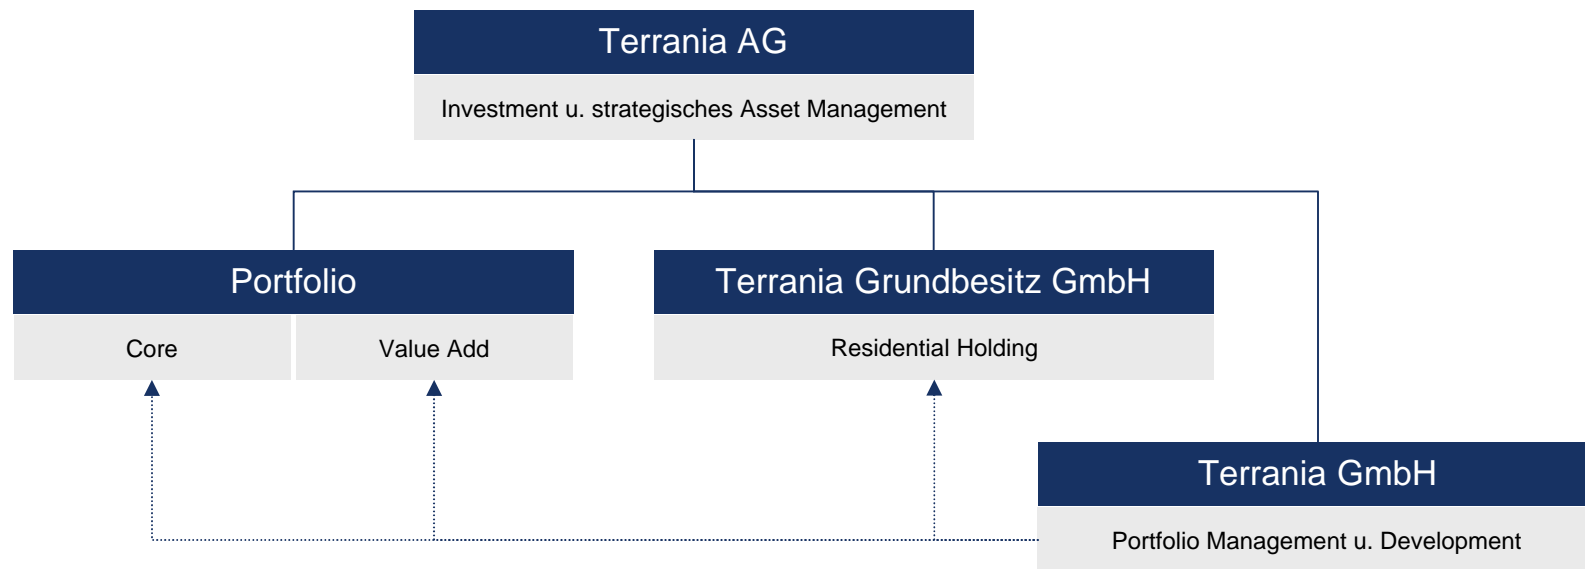 Terrania AG
Investment u. strategisches Asset Management
Portfolio
Core
Value Add
Terrania Grundbesitz GmbH
Residential Holding
Terrania GmbH
Portfolio Management u. Development